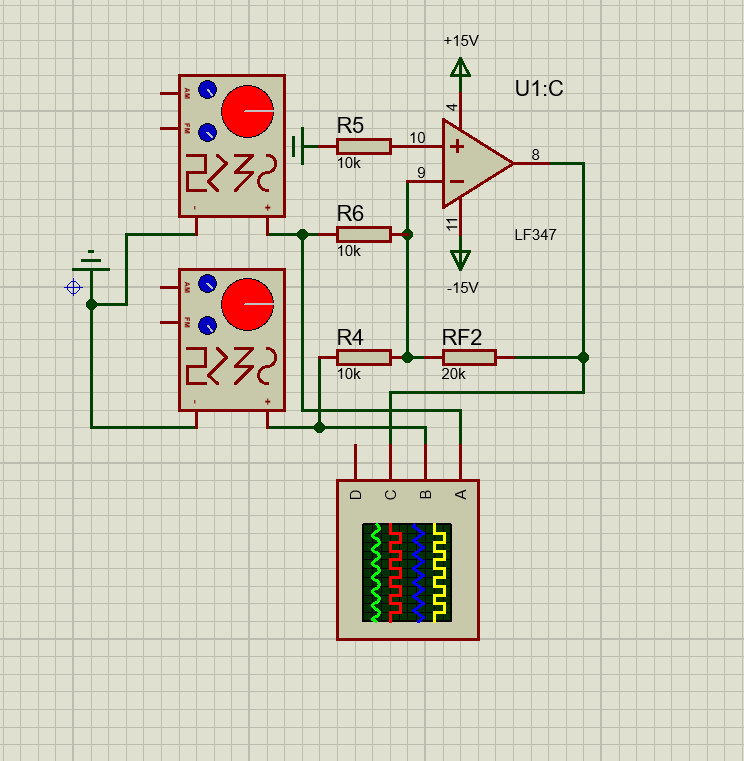 +15V
U1:C
AM
FM
4
R5
10
10k
8
9
- +
R6
11
LF347
10k
-15V
AM
FM
R4
RF2
10k
20k
- +
D
C
B
A